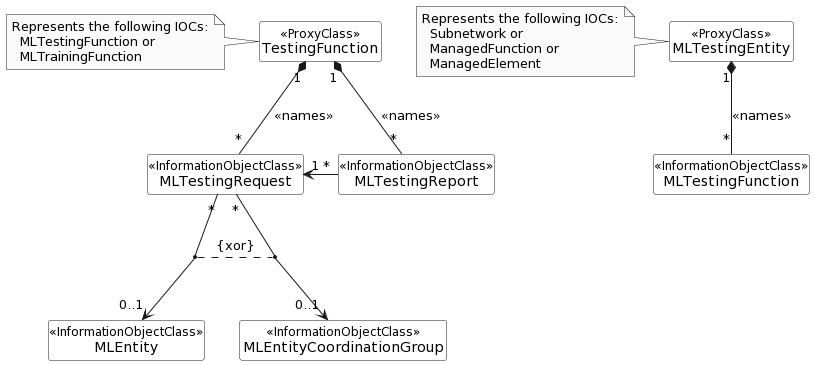 Represents the following IOCs:
MLTestingFunction or
MLTrainingFunction
«ProxyClass»
TestingFunction
Represents the following IOCs:
Subnetwork or
ManagedFunction or
ManagedElement
«ProxyClass»
MLTestingEntity
1
1
1
«names»
«names»
«names»
*
*
*
«InformationObjectClass»
MLTestingRequest
1 *
«InformationObjectClass»
MLTestingReport
«InformationObjectClass»
MLTestingFunction
*
*
{xor}
0..1
0..1
«InformationObjectClass»
MLEntity
«InformationObjectClass»
MLEntityCoordinationGroup